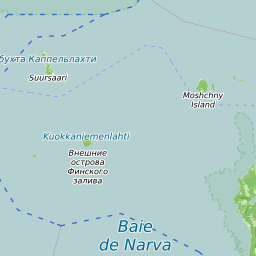 бухта Каппельлахти
Suursaari
Moshchny
Island
Kuokkaniemenlahti
Внешние
острова
Финского
залива
Baie
de Narva